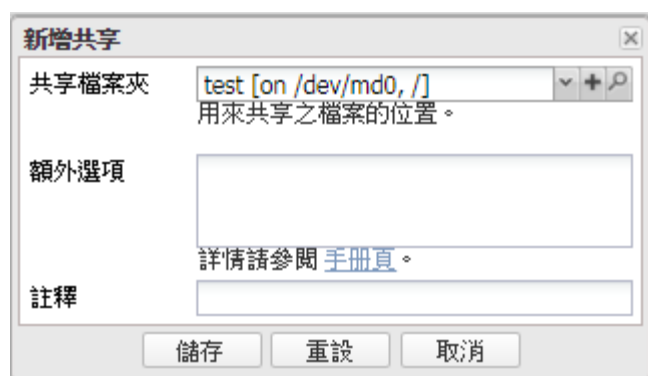 新增共享
共享檔案夾 test [on /dev/md0, /]
用來共享之檔案的位置。
額外選項
詳情請參閱 手册頁。
註釋
儲存 重設 取消